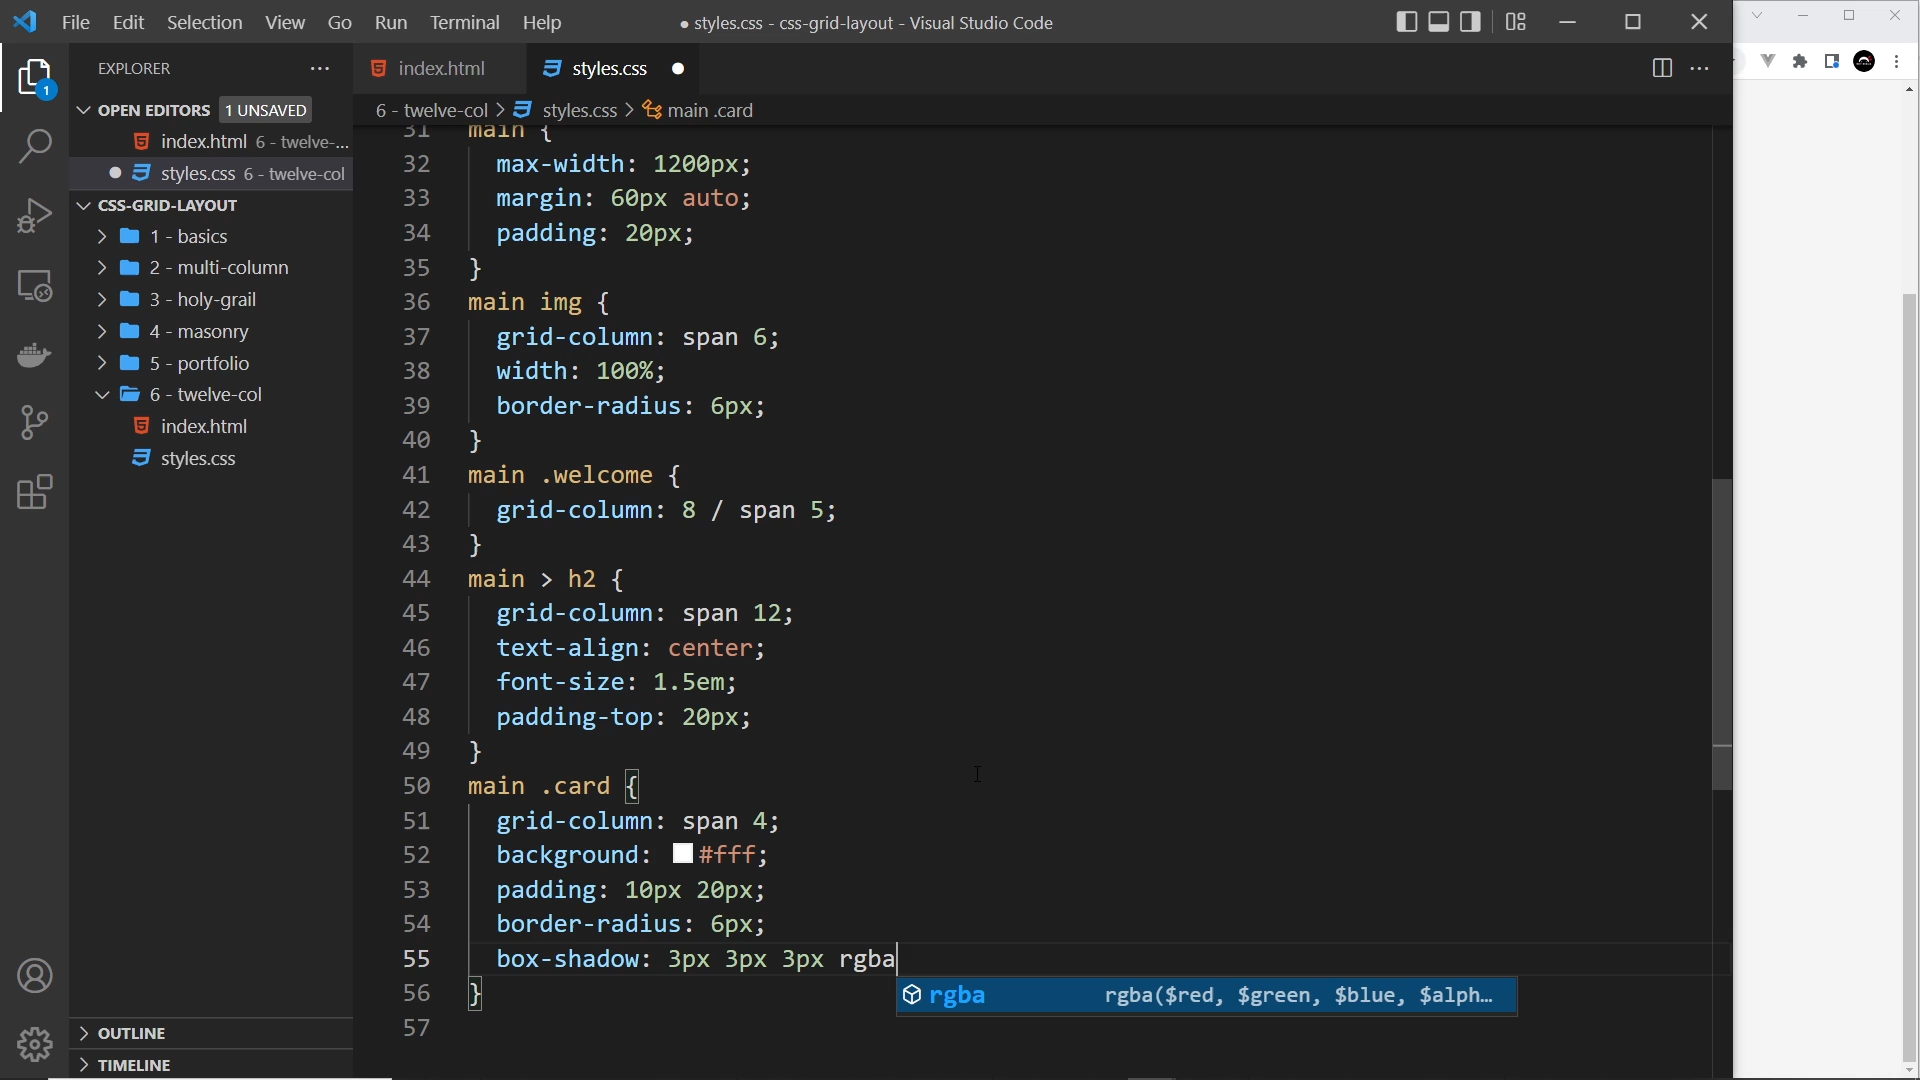 File Edit Selection View Go Run Terminal Help
● styles.css - css-grid-layout - Visual Studio Code
EXPLORER
1
OPEN EDITORS 1 UNSAVED
index.html 6 - twelve-...
● styles.css 6 - twelve-col
CSS-GRID-LAYOUT
1 - basics
2 - multi-column
3 - holy-grail
4 - masonry
5 - portfolio
6 - twelve-col
index.html
styles.css
OUTLINE
TIMELINE
index.html
styles.css ●
6 - twelve-col > styles.css > main .card
31 main {
32 max-width: 1200px;
33 margin: 60px auto;
34 padding: 20px;
35 }
36 main img {
37 grid-column: span 6;
38 width: 100%;
39 border-radius: 6px;
40 }
41 main .welcome {
42 grid-column: 8 / span 5;
43 }
44 main > h2 {
45 grid-column: span 12;
46 text-align: center;
47 font-size: 1.5em;
48 padding-top: 20px;
49 }
50 main .card {
51 grid-column: span 4;
52 background: #fff;
53 padding: 10px 20px;
54 border-radius: 6px;
55 box-shadow: 3px 3px 3px rgba
56 }
rgba rgba($red, $green, $blue, $alph...
57